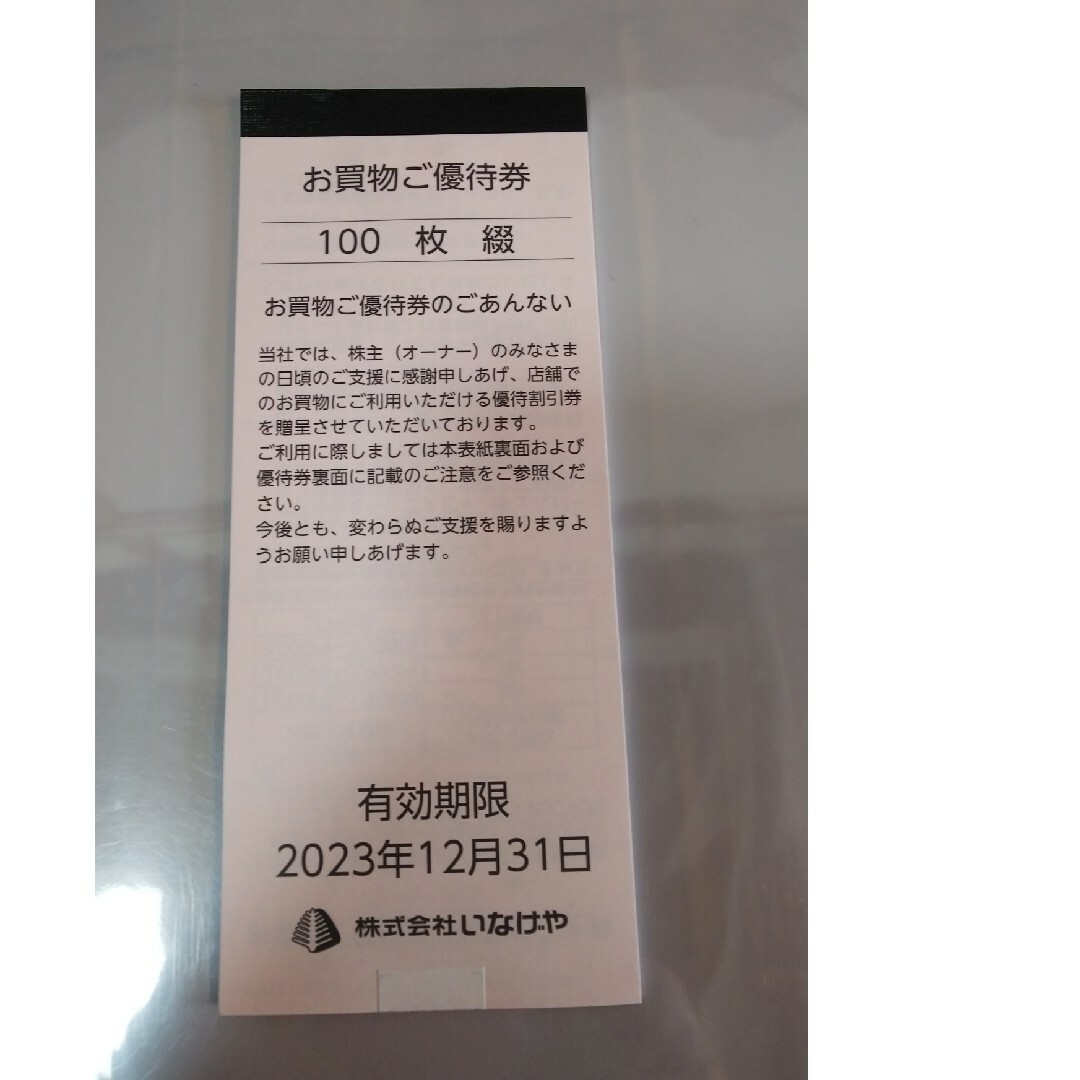 お買物ご優待券
100 枚 綴
お買物ご優待券のごあんない
当社では、株主（オーナー）のみなさま
の日頃のご支援に感謝申しあげ、店舗で
のお買物にご利用いただける優待割引券
を贈呈させていただいております。
ご利用に際しましては本表紙裏面および
優待券裏面に記載のご注意をご参照くだ
さい。
今後とも、変わらぬご支援を賜りますよ
うお願い申しあげます。
有効期限
2023年12月31日
株式会社いなげや